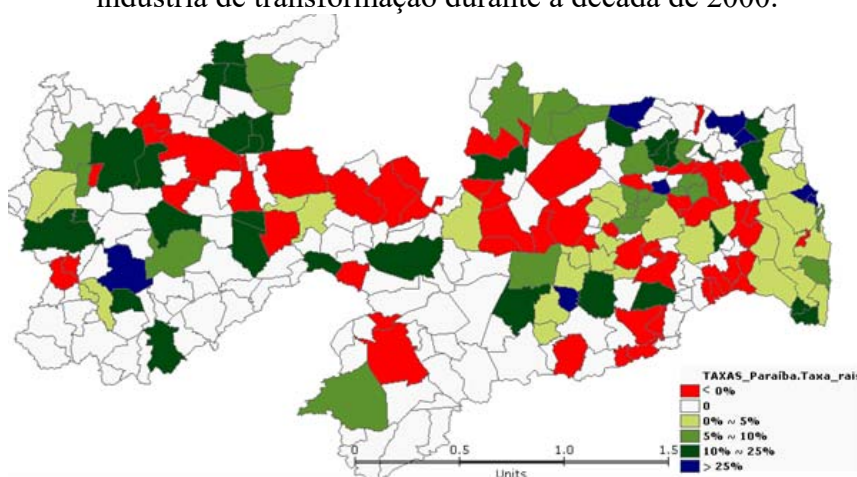 indústria de transformação durante a década de 2000.
TAXAS_Paraíba.Taxa_rais
< 0%
0
0% ~ 5%
5% ~ 10%
10% ~ 25%
> 25%
0 0.5 1.0 1.5
Units